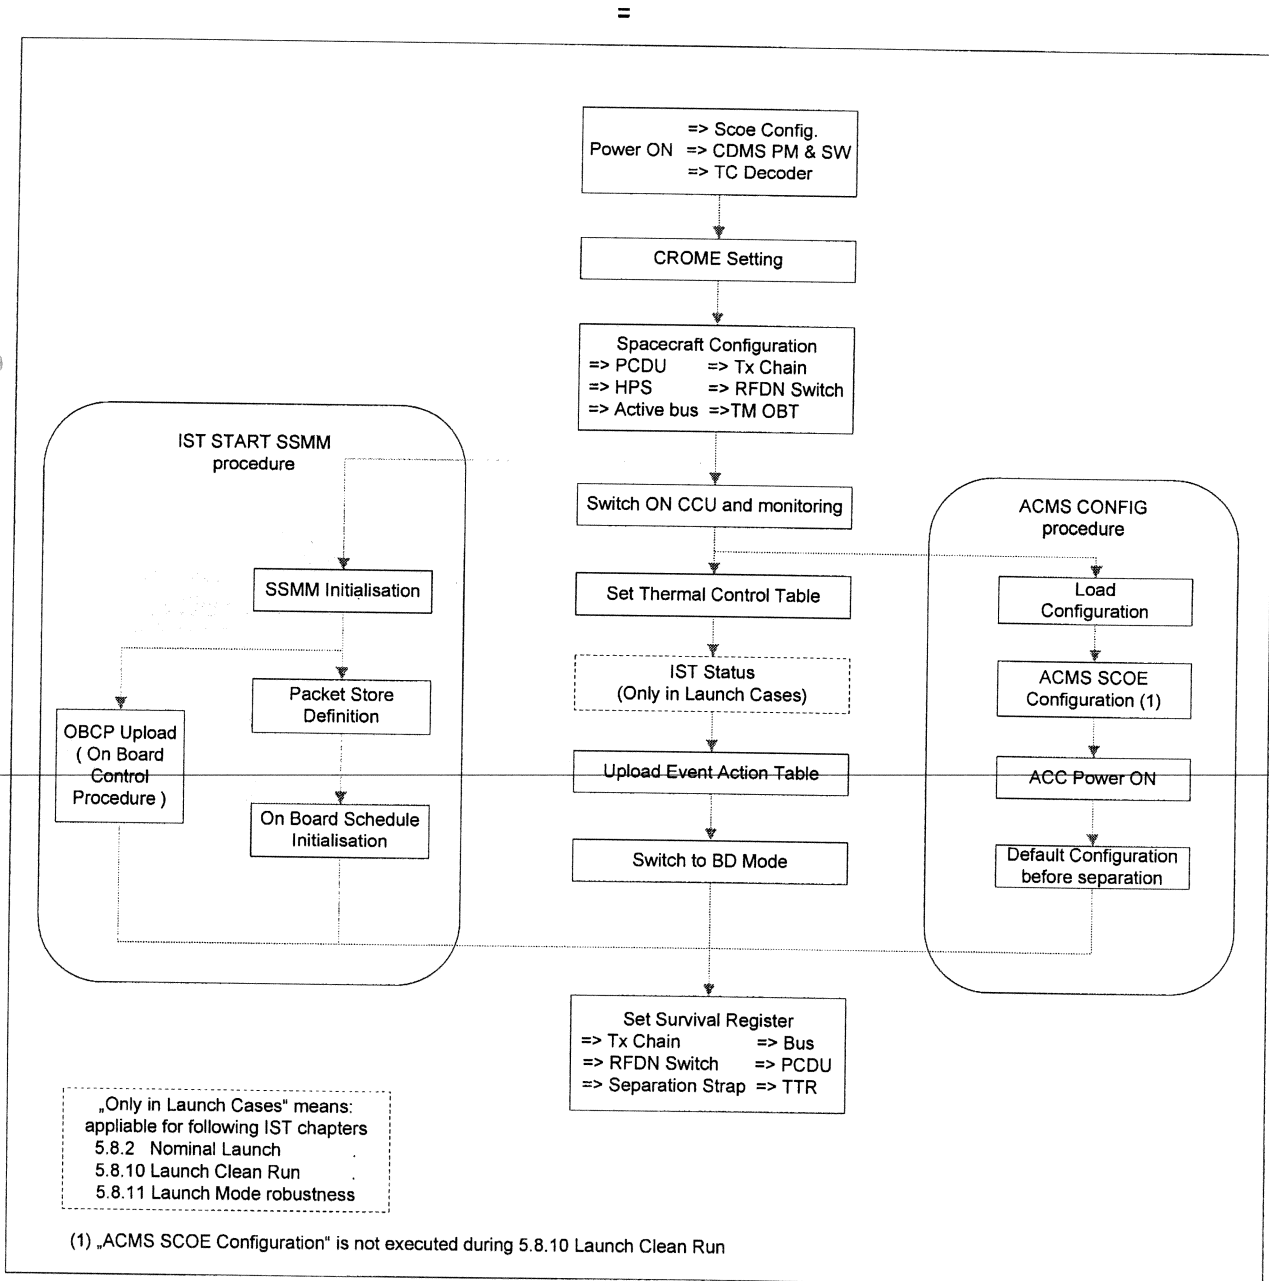 =
=> Scoe Config.
Power ON => CDMS PM & SW
=> TC Decoder
CROME Setting
Spacecraft Configuration
=> PCDU => Tx Chain
=> HPS => RFDN Switch
=> Active bus =>TM OBT
IST START SSMM
procedure
Switch ON CCU and monitoring
ACMS CONFIG
procedure
SSMM Initialisation
Set Thermal Control Table
Load
Configuration
IST Status
(Only in Launch Cases)
ACMS SCOE
Configuration (1)
Packet Store
Definition
OBCP Upload
( On Board
Control
Procedure )
Upload Event Action Table
ACC Power ON
On Board Schedule
Initialisation
Switch to BD Mode
Default Configuration
before separation
Set Survival Register
=> Tx Chain => Bus
=> RFDN Switch => PCDU
=> Separation Strap => TTR
„Only in Launch Cases" means:
appliable for following IST chapters
5.8.2 Nominal Launch
5.8.10 Launch Clean Run
5.8.11 Launch Mode robustness
(1) „ACMS SCOE Configuration" is not executed during 5.8.10 Launch Clean Run